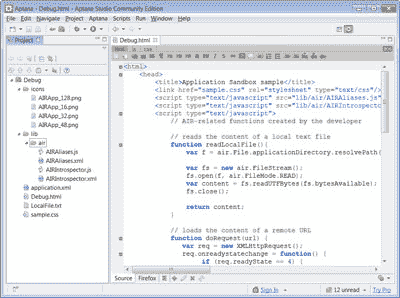 Aptana - Debug.html - Aptana Studio Community Edition
File Edit Navigate Project Aptana Scripts Run Window Help
Project
Debug
icons
AIRApp_128.png
AIRApp_16.png
AIRApp_32.png
AIRApp_48.png
lib
air
AIRAliases.js
AIRAliases.xml
AIRIntrospector.js
AIRIntrospector.xml
application.xml
Debug.html
LocalFile.txt
sample.css
Debug.html
HTML JS CSS
<html>
<head>
<title>Application Sandbox sample</title>
<link href="sample.css" rel="stylesheet" type="text/css"/>
<script type="text/javascript" src="lib/air/AIRAliases.js"
<script type="text/javascript" src="lib/air/AIRIntrospector
<script type="text/javascript">
// AIR-related functions created by the developer
// reads the content of a local text file
function readLocalFile(){
var f = air.File.applicationDirectory.resolvePath(
var fs = new air.FileStream();
fs.open(f, air.FileMode.READ);
var content = fs.readUTFBytes(fs.bytesAvailable);
fs.close();
return content;
}
// loads the content of a remote URL
function doRequest(url) {
var req = new XMLHttpRequest();
req.onreadystatechange = function() {
if (req.readyState == 4) {
Source Firefox
Sign In 12 unread Try Pro